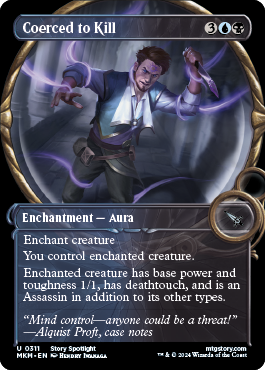 Coerced to Kill 3
Enchantment — Aura
Enchant creature
You control enchanted creature.
Enchanted creature has base power and
toughness 1/1, has deathtouch, and is an
Assassin in addition to its other types.
“Mind control—anyone could be a threat!”
—Alquist Proft, case notes
U 0311 Story Spotlight mtgstory.com
MKM • EN Hendry Iwanaga ™ & © 2024 Wizards of the Coast